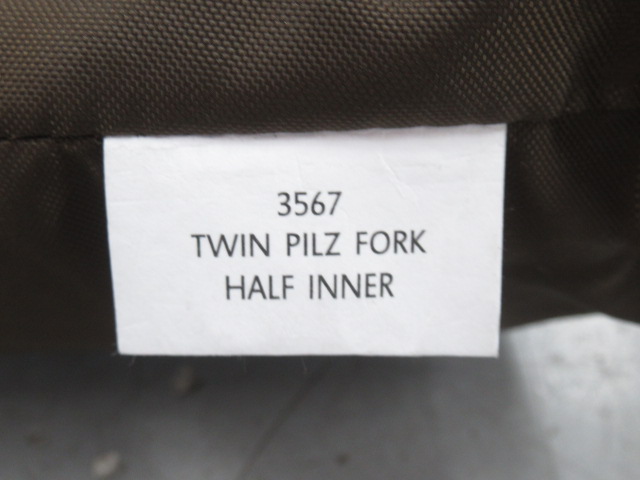 3567
TWIN PILZ FORK
HALF INNER